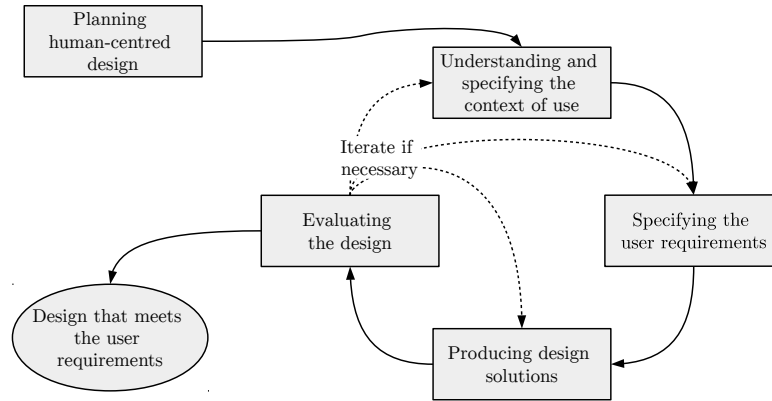 Planning
human-centred
design
Understanding and
specifying the
context of use
Iterate if
necessary
Evaluating
the design
Specifying the
user requirements
Design that meets
the user
requirements
Producing design
solutions